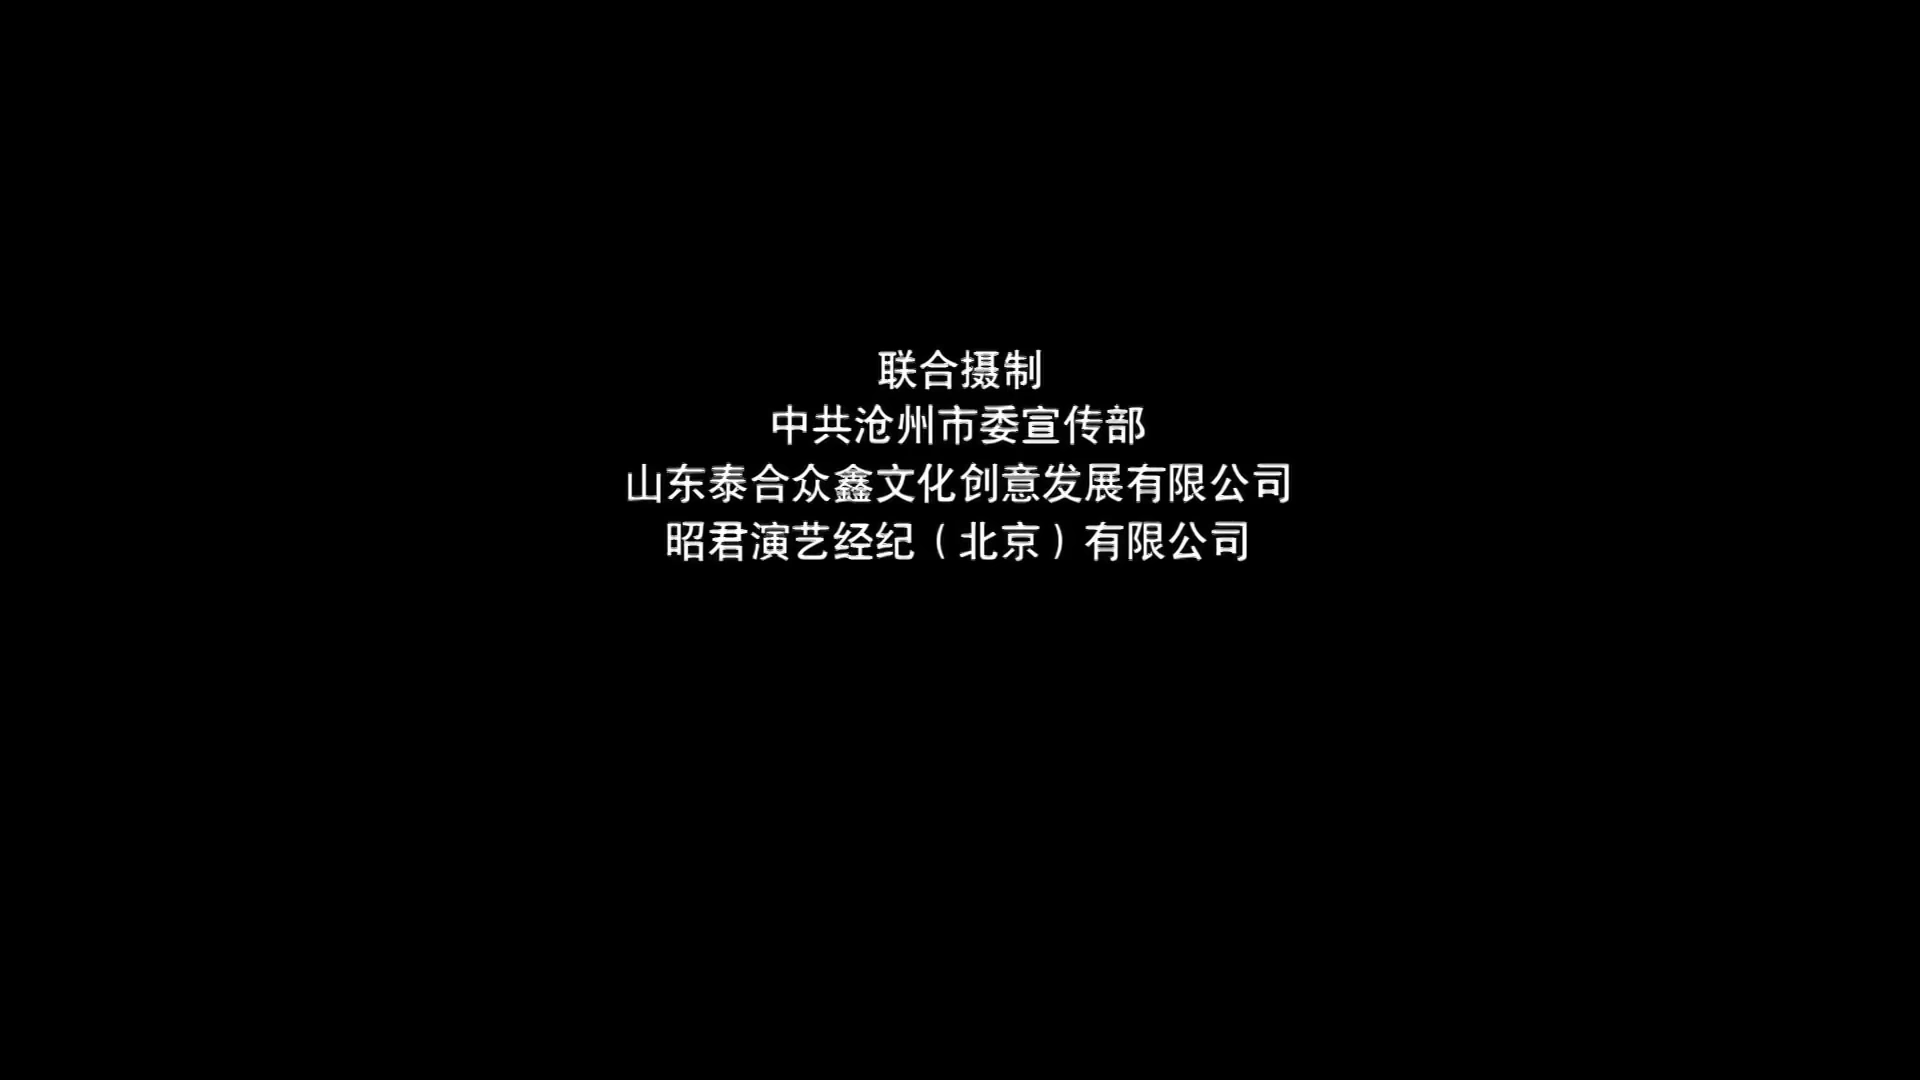 联合摄制
中共沧州市委宣传部
山东泰合众鑫文化创意发展有限公司
昭君演艺经纪（北京）有限公司